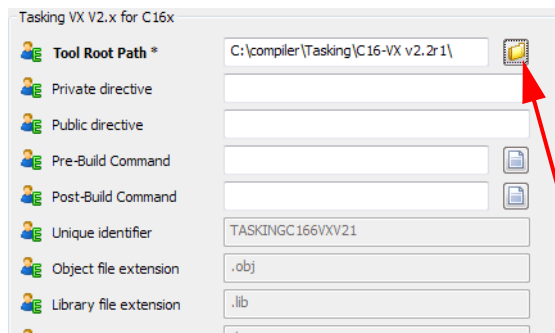 Tasking VX V2.x for C16x
Tool Root Path * C:\compiler\Tasking\C16-VX v2.2r1\
Private directive
Public directive
Pre-Build Command
Post-Build Command
Unique identifier TASKINGC166VXV21
Object file extension .obj
Library file extension .lib